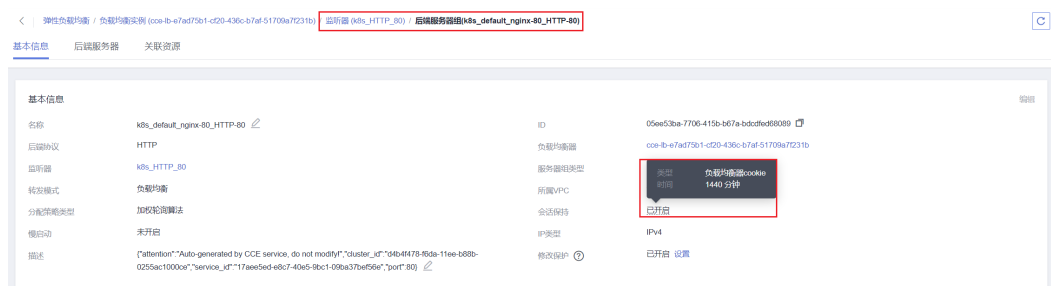 弹性负载均衡 / 负载均衡实例 (cce-lb-e7ad75b1-cf20-436c-b7af-51709a7f231b) / 监听器 (k8s_HTTP_80) / 后端服务器组(k8s_default_nginx-80_HTTP-80)
基本信息 后端服务器 关联资源
基本信息 编辑
名称 k8s_default_nginx-80_HTTP-80 ID 05ee53ba-7706-415b-b67a-bdcdfed68089
后端协议 HTTP 负载均衡器 cce-lb-e7ad75b1-cf20-436c-b7af-51709a7f231b
监听器 k8s_HTTP_80 服务器组类型 类型 负载均衡器cookie
转发模式 负载均衡 所属VPC 时间 1440 分钟
分配策略类型 加权轮询算法 会话保持 已开启
慢启动 未开启 IP类型 IPv4
描述 {"attention":"Auto-generated by CCE service, do not modify!","cluster_id":"d4b4f478-f6da-11ee-b88b- 修改保护 已开启 设置
0255ac1000ce","service_id":"17aee5ed-e8c7-40e5-9bc1-09ba37bef56e","port":80}